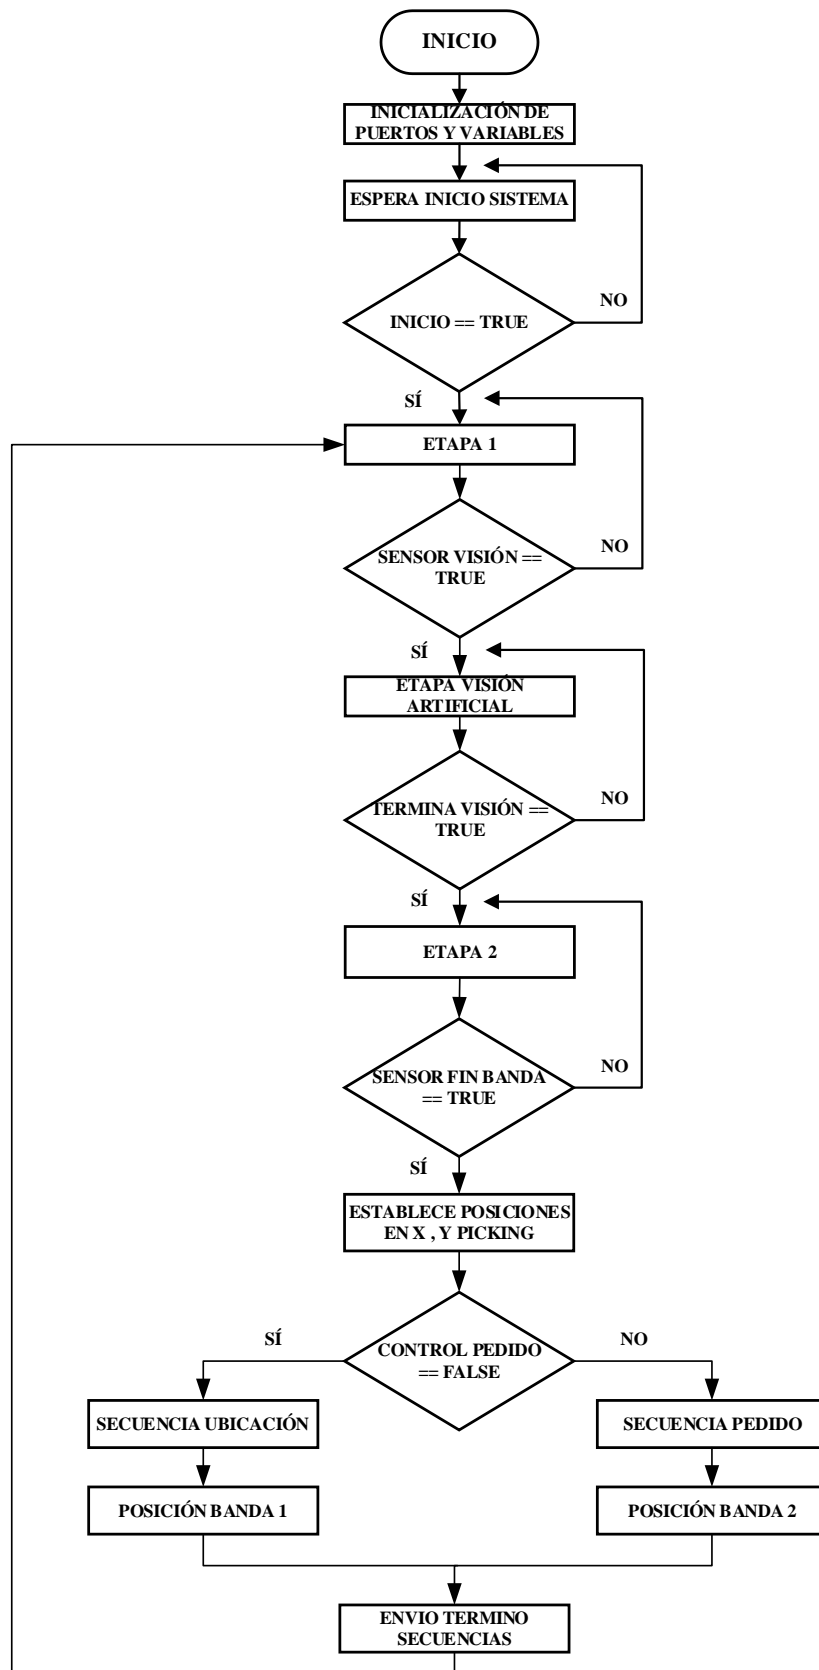 INICIO
INICIALIZACIÓN DE
PUERTOS Y VARIABLES
ESPERA INICIO SISTEMA
INICIO == TRUE
NO
SÍ
ETAPA 1
SENSOR VISIÓN ==
TRUE
NO
SÍ
ETAPA VISIÓN
ARTIFICIAL
TERMINA VISIÓN ==
TRUE
NO
SÍ
ETAPA 2
SENSOR FIN BANDA
== TRUE
NO
SÍ
ESTABLECE POSICIONES
EN X , Y PICKING
CONTROL PEDIDO
== FALSE
SÍ
NO
SECUENCIA UBICACIÓN
SECUENCIA PEDIDO
POSICIÓN BANDA 1
POSICIÓN BANDA 2
ENVIO TERMINO
SECUENCIAS